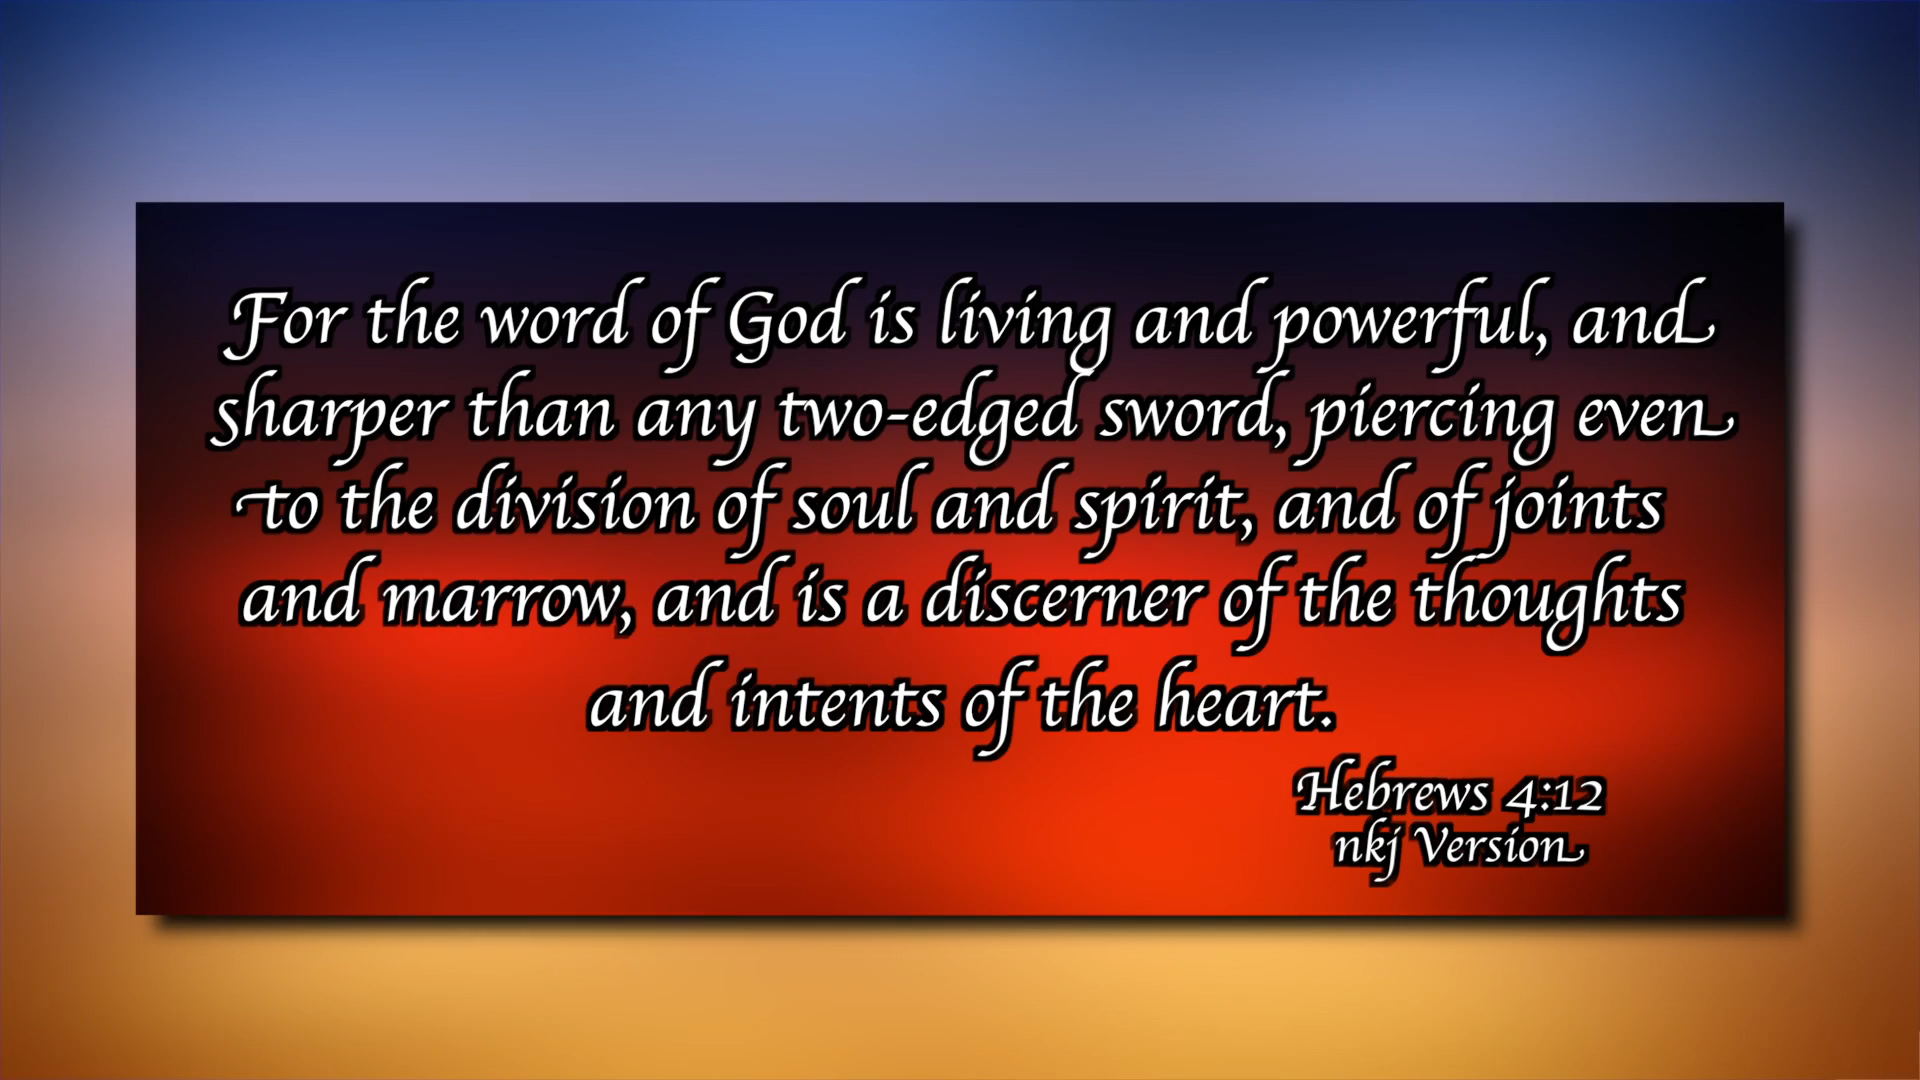 For the word of God is living and powerful, and
sharper than any two-edged sword, piercing even
to the division of soul and spirit, and of joints
and marrow, and is a discerner of the thoughts
and intents of the heart.
Hebrews 4:12
nkj Version